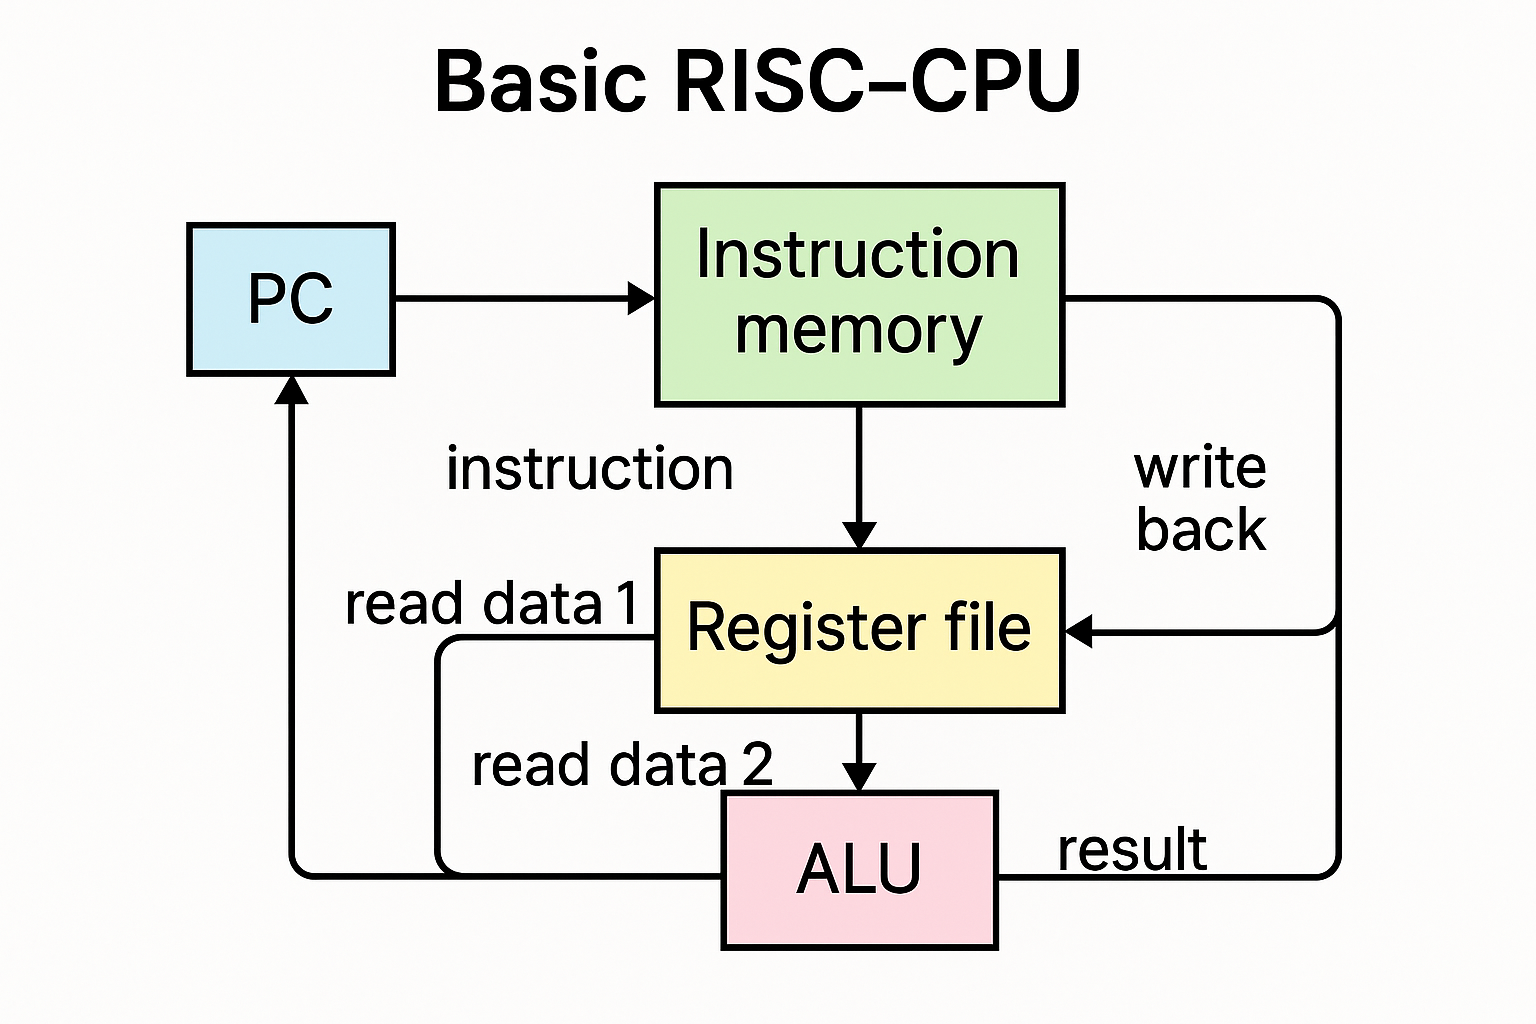 Basic RISC–CPU
PC
Instruction
memory
instruction
write
back
read data 1
Register file
read data 2
ALU
result